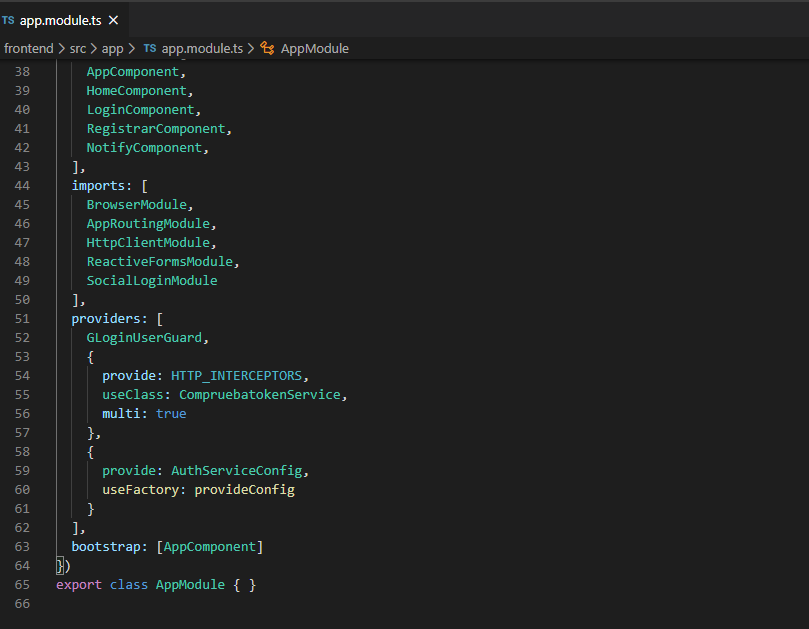 TS app.module.ts ×
frontend > src > app > TS app.module.ts > AppModule
38 AppComponent,
39 HomeComponent,
40 LoginComponent,
41 RegistrarComponent,
42 NotifyComponent,
43 ],
44 imports: [
45 BrowserModule,
46 AppRoutingModule,
47 HttpClientModule,
48 ReactiveFormsModule,
49 SocialLoginModule
50 ],
51 providers: [
52 GLoginUserGuard,
53 {
54 provide: HTTP_INTERCEPTORS,
55 useClass: CompruebatokenService,
56 multi: true
57 },
58 {
59 provide: AuthServiceConfig,
60 useFactory: provideConfig
61 }
62 ],
63 bootstrap: [AppComponent]
64 })
65 export class AppModule { }
66